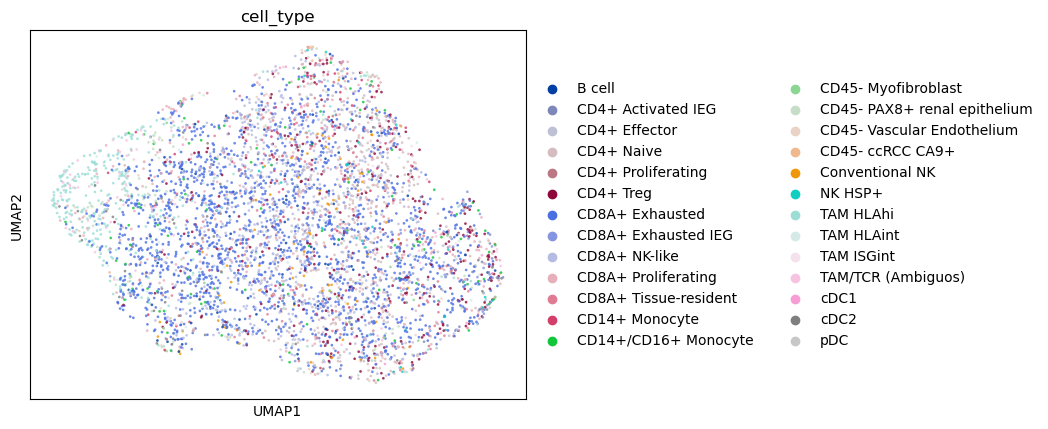 cell_type
UMAP2
UMAP1
B cell
CD4+ Activated IEG
CD4+ Effector
CD4+ Naive
CD4+ Proliferating
CD4+ Treg
CD8A+ Exhausted
CD8A+ Exhausted IEG
CD8A+ NK-like
CD8A+ Proliferating
CD8A+ Tissue-resident
CD14+ Monocyte
CD14+/CD16+ Monocyte
CD45- Myofibroblast
CD45- PAX8+ renal epithelium
CD45- Vascular Endothelium
CD45- ccRCC CA9+
Conventional NK
NK HSP+
TAM HLAhi
TAM HLAint
TAM ISGint
TAM/TCR (Ambiguos)
cDC1
cDC2
pDC